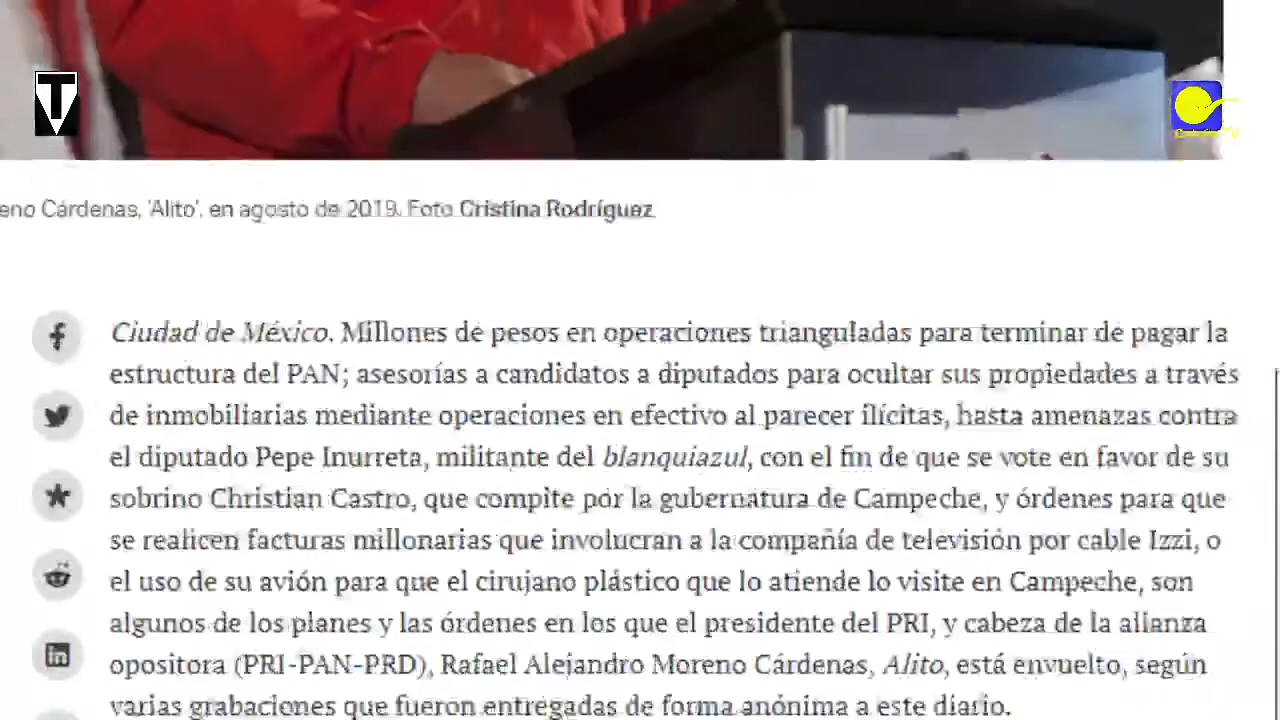 eno Cárdenas, 'Alito', en agosto de 2019. Foto Cristina Rodríguez
Ciudad de México. Millones de pesos en operaciones trianguladas para terminar de pagar la
estructura del PAN; asesorías a candidatos a diputados para ocultar sus propiedades a través
de inmobiliarias mediante operaciones en efectivo al parecer ilícitas, hasta amenazas contra
el diputado Pepe Inurreta, militante del blanquiazul, con el fin de que se vote en favor de su
sobrino Christian Castro, que compite por la gubernatura de Campeche, y órdenes para que
se realicen facturas millonarias que involucran a la compañía de televisión por cable Izzi, o
el uso de su avión para que el cirujano plástico que lo atiende lo visite en Campeche, son
algunos de los planes y las órdenes en los que el presidente del PRI, y cabeza de la alianza
opositora (PRI-PAN-PRD), Rafael Alejandro Moreno Cárdenas, Alito, está envuelto, según
varias grabaciones que fueron entregadas de forma anónima a este diario.